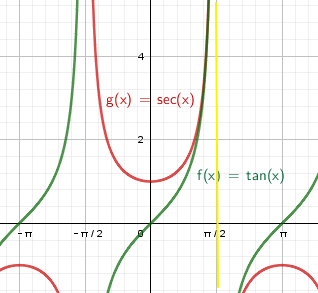 4
g(x) = sec(x)
2
f(x) = tan(x)
-π
-π/2
0
π/2
π